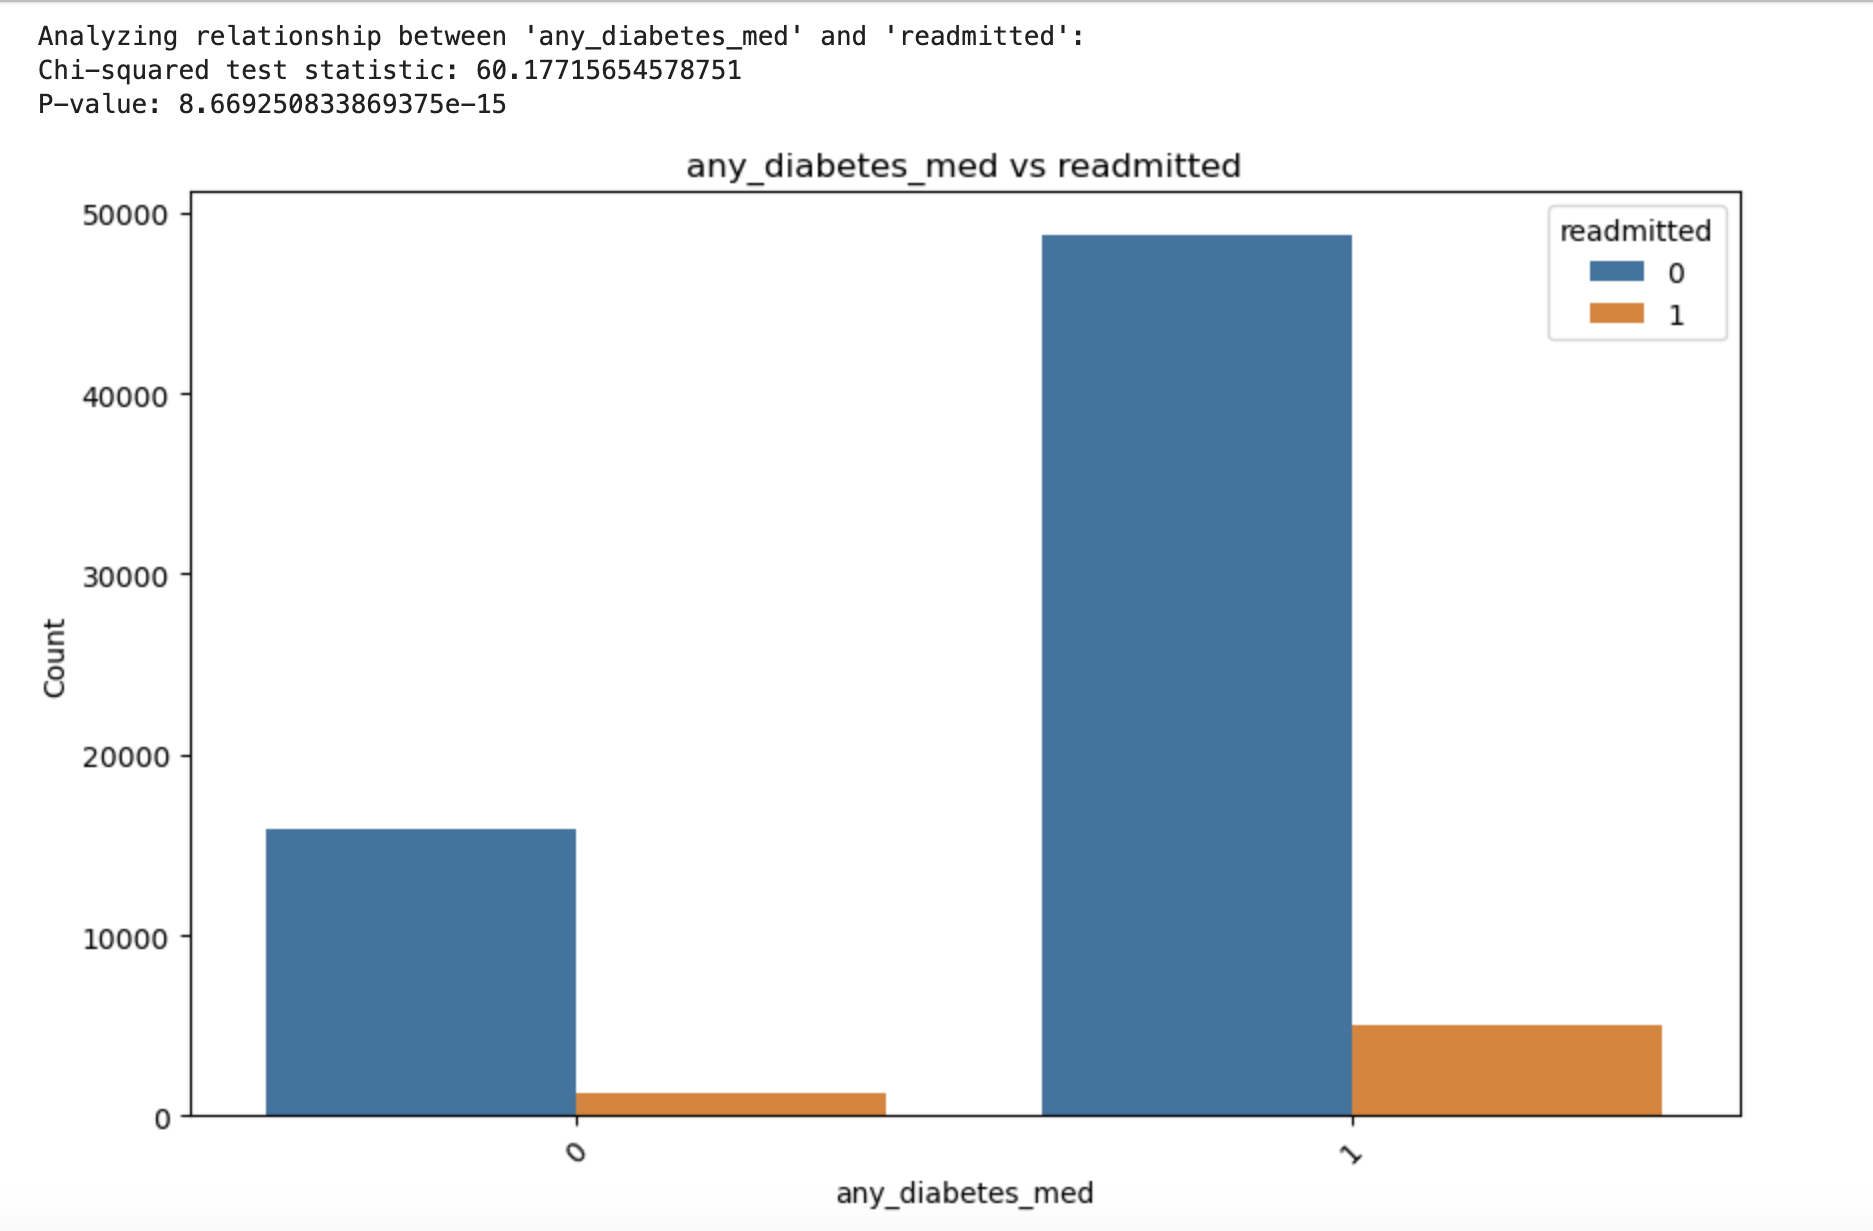 Analyzing relationship between 'any_diabetes_med' and 'readmitted':
Chi-squared test statistic: 60.17715654578751
P-value: 8.669250833869375e-15
any_diabetes_med vs readmitted
readmitted
0
1
50000
40000
30000
20000
10000
0
Count
0
1
any_diabetes_med